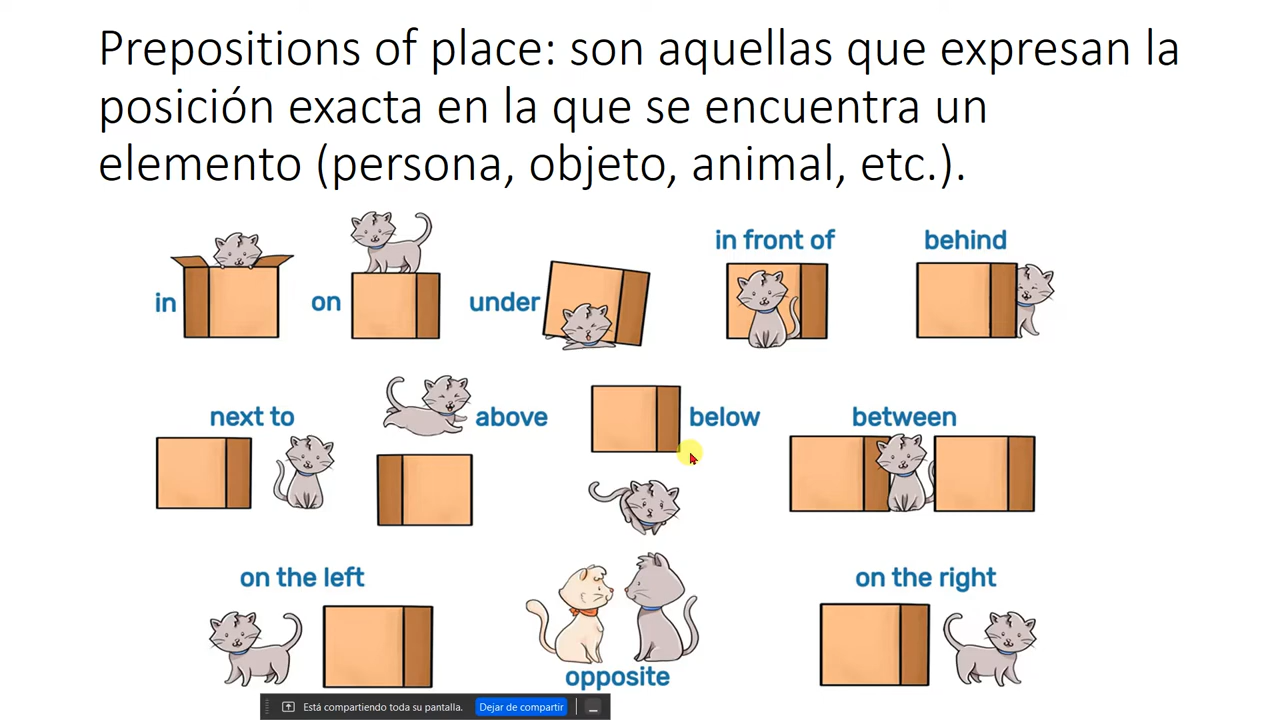 Prepositions of place: son aquellas que expresan la
posición exacta en la que se encuentra un
elemento (persona, objeto, animal, etc.).
in
on
under
in front of
behind
next to
above
below
between
on the left
opposite
on the right
Está compartiendo toda su pantalla.
Dejar de compartir